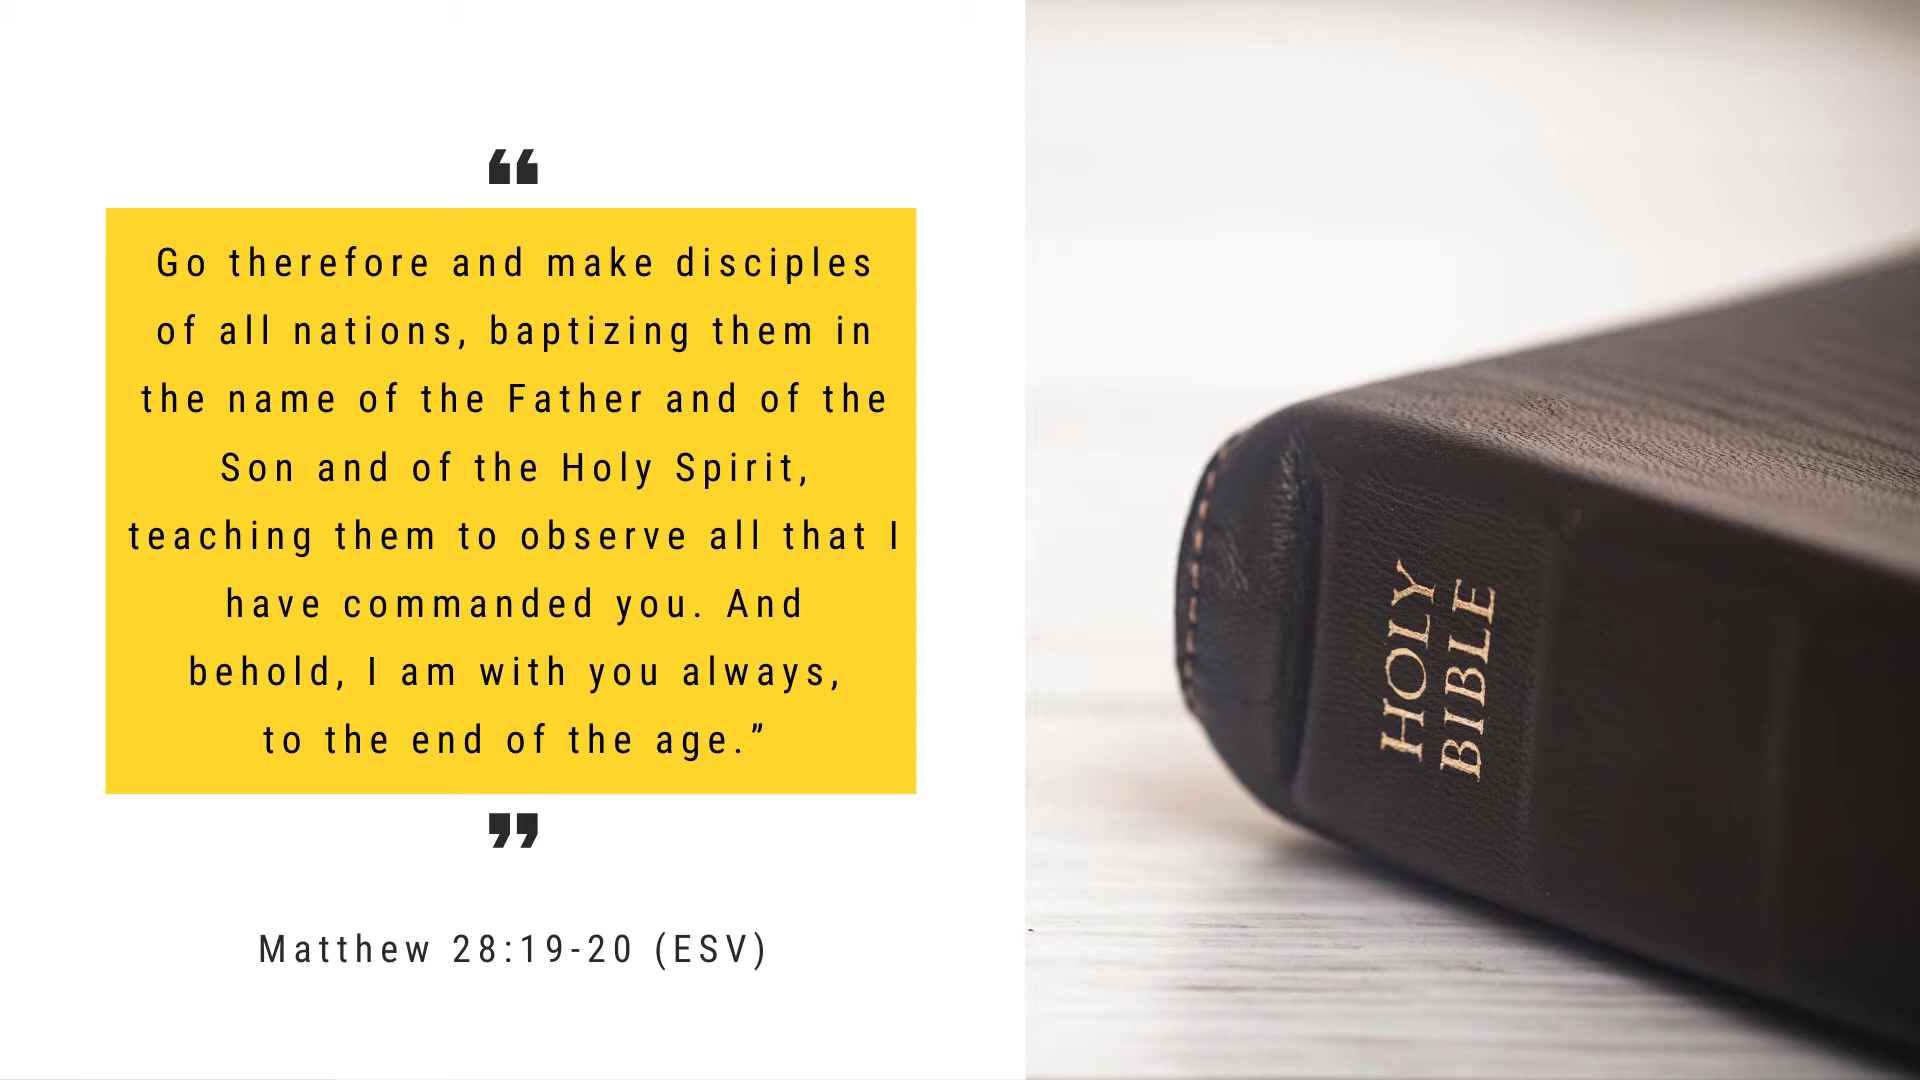 “
Go therefore and make disciples
of all nations, baptizing them in
the name of the Father and of the
Son and of the Holy Spirit,
teaching them to observe all that I
have commanded you. And
behold, I am with you always,
to the end of the age.”
”
Matthew 28:19-20 (ESV)
HOLY
BIBLE